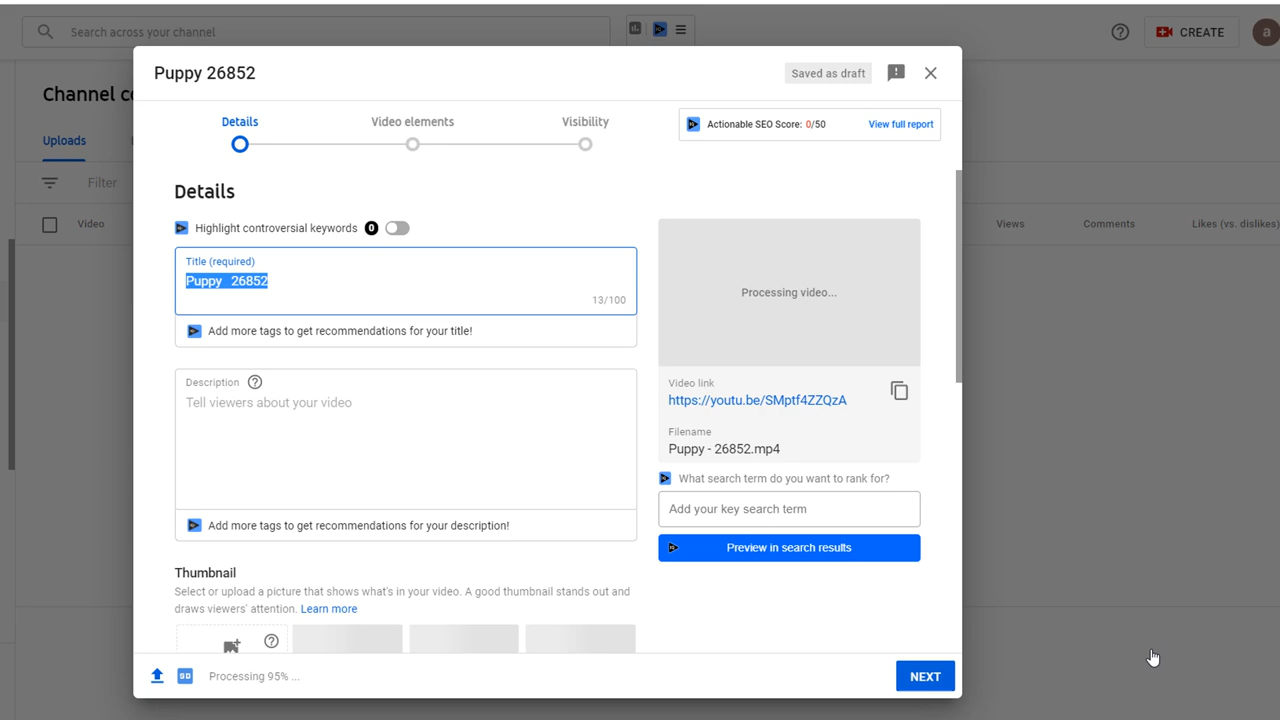 Search across your channel
CREATE
a
Channel co
Uploads
Filter
Video
Views
Comments
Likes (vs. dislikes)
Puppy 26852
Saved as draft
Details
Video elements
Visibility
Actionable SEO Score: 0/50
View full report
Details
Highlight controversial keywords 0
Title (required)
Puppy 26852
13/100
Add more tags to get recommendations for your title!
Description ?
Tell viewers about your video
Add more tags to get recommendations for your description!
Thumbnail
Select or upload a picture that shows what's in your video. A good thumbnail stands out and
draws viewers' attention. Learn more
?
Processing video...
Video link
https://youtu.be/SMptf4ZZQzA
Filename
Puppy - 26852.mp4
What search term do you want to rank for?
Add your key search term
Preview in search results
SD
Processing 95% ...
NEXT